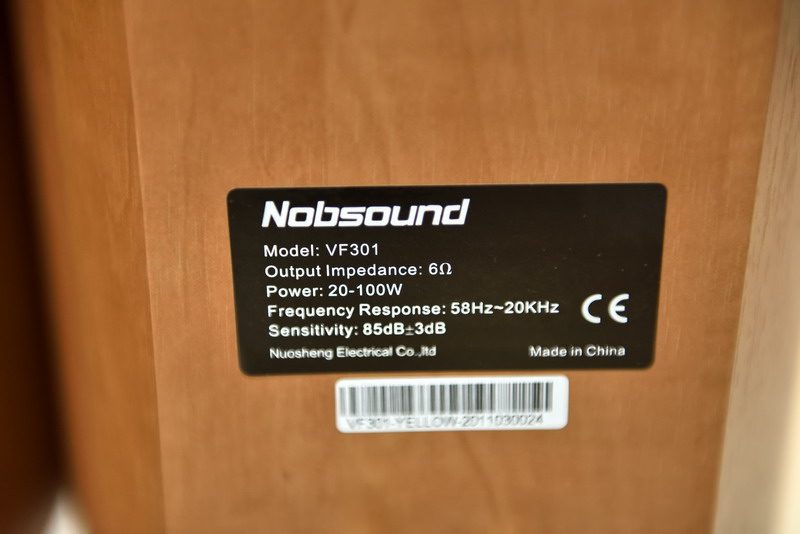 Nobsound
Model: VF301
Output Impedance: 6Ω
Power: 20-100W
Frequency Response: 58Hz~20KHz
Sensitivity: 85dB±3dB
CE
Nuosheng Electrical Co.,ltd
Made in China
VF301-YELLOW-2011030024